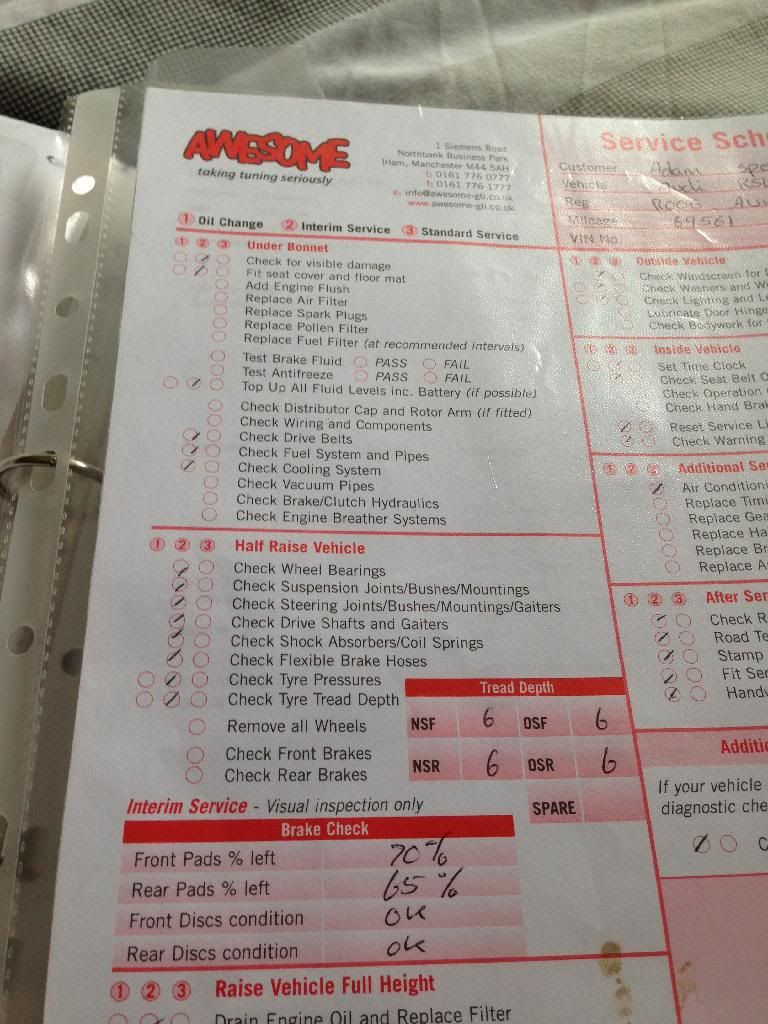 AWESOME
taking tuning seriously
1 Siemens Road
Northbank Business Park
Irlam, Manchester M44 5AH
t: 0161 776 0777
f: 0161 776 1777
e: info@awesome-gti.co.uk
www.awesome-gti.co.uk
1 Oil Change 2 Interim Service 3 Standard Service
1 2 3 Under Bonnet
Check for visible damage
Fit seat cover and floor mat
Add Engine Flush
Replace Air Filter
Replace Spark Plugs
Replace Pollen Filter
Replace Fuel Filter (at recommended intervals)
Test Brake Fluid PASS FAIL
Test Antifreeze PASS FAIL
Top Up All Fluid Levels inc. Battery (if possible)
Check Distributor Cap and Rotor Arm (if fitted)
Check Wiring and Components
Check Drive Belts
Check Fuel System and Pipes
Check Cooling System
Check Vacuum Pipes
Check Brake/Clutch Hydraulics
Check Engine Breather Systems
1 2 3 Half Raise Vehicle
Check Wheel Bearings
Check Suspension Joints/Bushes/Mountings
Check Steering Joints/Bushes/Mountings/Gaiters
Check Drive Shafts and Gaiters
Check Shock Absorbers/Coil Springs
Check Flexible Brake Hoses
Check Tyre Pressures
Check Tyre Tread Depth
Remove all Wheels
Check Front Brakes
Check Rear Brakes
Tread Depth
NSF 6 OSF 6
NSR 6 OSR 6
SPARE
Interim Service - Visual inspection only
Brake Check
Front Pads % left 70%
Rear Pads % left 65%
Front Discs condition OK
Rear Discs condition OK
1 2 3 Raise Vehicle Full Height
Drain Engine Oil and Replace Filter
Service Sch
Customer Adam Spe
Vehicle Audi
Reg
Mileage 69561
VIN No.
1 2 3 Outside Vehicle
Check Windscreen for
Check Washers and W
Check Lighting and L
Lubricate Door Hinge
Check Bodywork for
1 2 3 Inside Vehicle
Set Time Clock
Check Seat Belt O
Check Operation
Check Hand Bra
Reset Service Li
Check Warning
1 2 3 Additional Se
Air Condition
Replace Timi
Replace Gea
Replace Ha
Replace Br
Replace A
1 2 3 After Ser
Check R
Road Te
Stamp
Fit Ser
Handw
Additio
If your vehicle
diagnostic che